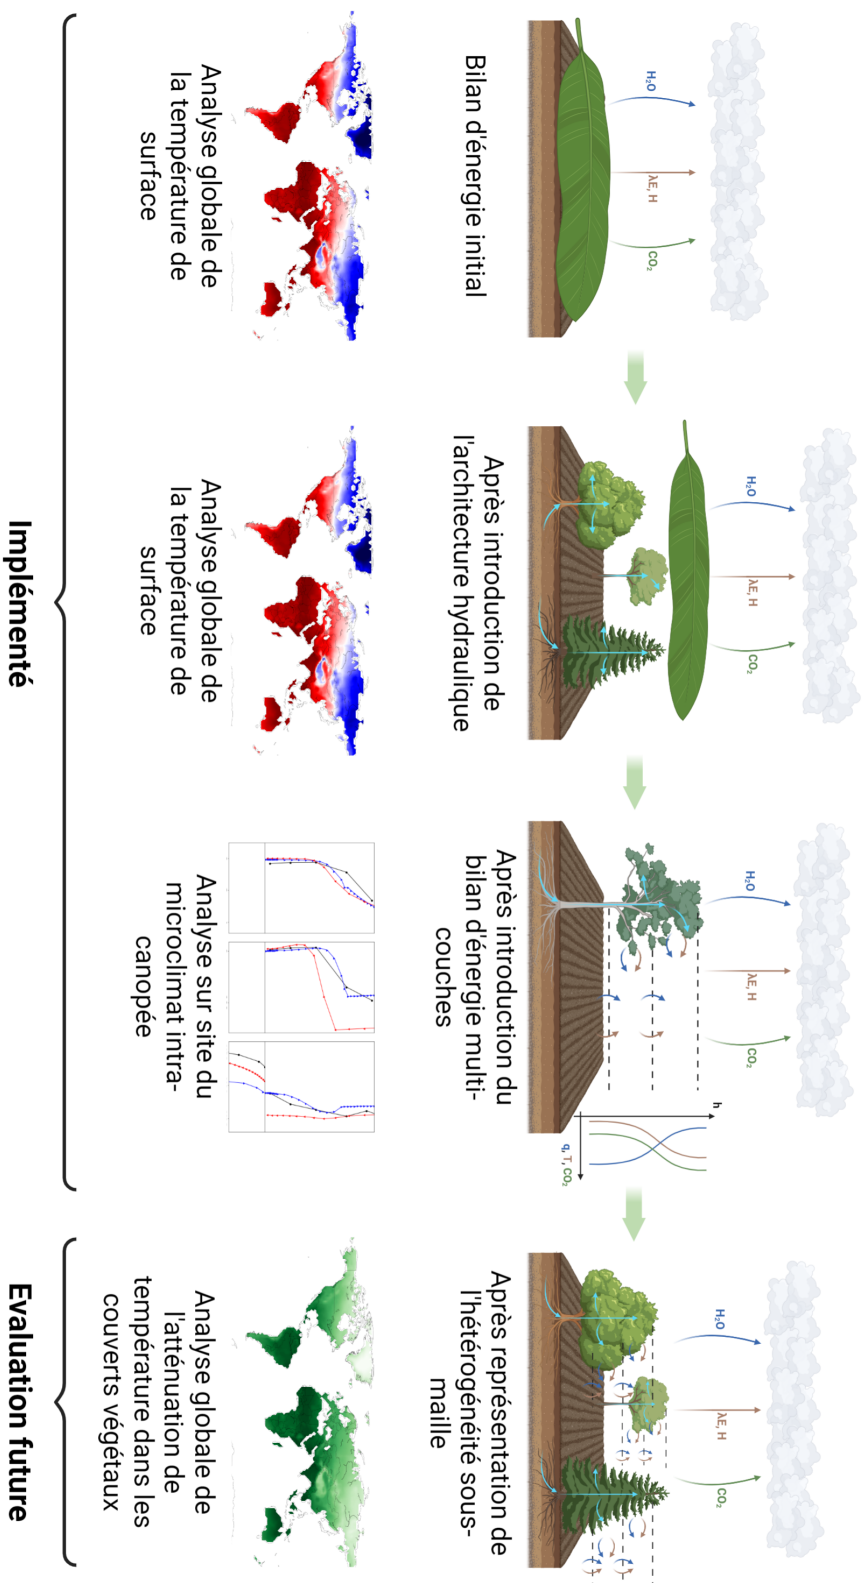 H₂O
λE, H
CO₂
Bilan d'énergie initial
Analyse globale de
la température de
surface
H₂O
λE, H
CO₂
Après introduction de
l'architecture hydraulique
Analyse globale de
la température de
surface
H₂O
λE, H
CO₂
h
q, T, CO₂
Après introduction du
bilan d'énergie multi-
couches
Analyse sur site du
microclimat intra-
canopée
H₂O
λE, H
CO₂
Après représentation de
l'hétérogénéité sous-
maille
Analyse globale de
l'atténuation de
température dans les
couverts végétaux
Implémenté
Evaluation future